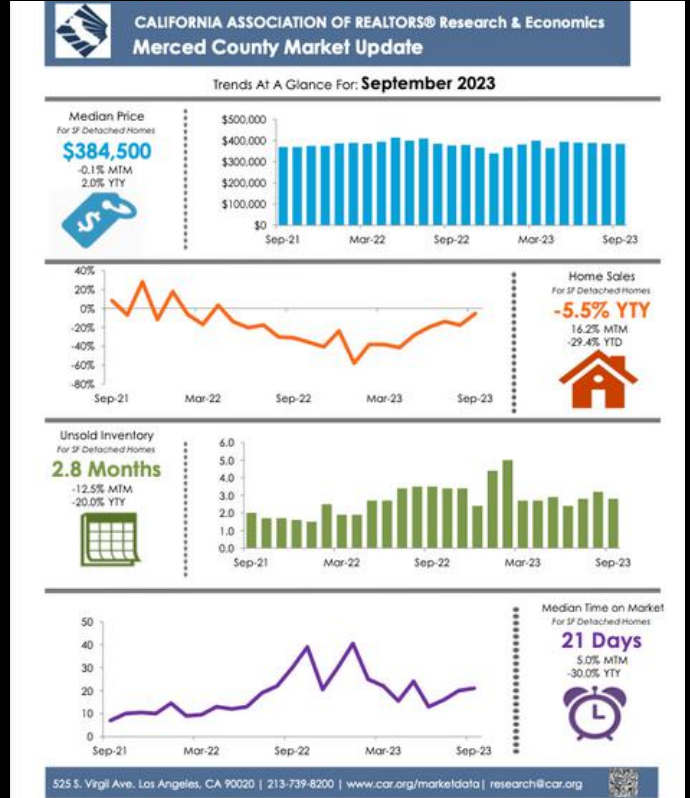 CALIFORNIA ASSOCIATION OF REALTORS® Research & Economics
Merced County Market Update
Trends At A Glance For: September 2023
Median Price
For SF Detached Homes
$384,500
-0.1% MTM
2.0% YTY
$500,000
$400,000
$300,000
$200,000
$100,000
$0
Sep-21 Mar-22 Sep-22 Mar-23 Sep-23
40%
20%
0%
-20%
-40%
-60%
-80%
Sep-21 Mar-22 Sep-22 Mar-23 Sep-23
Home Sales
For SF Detached Homes
-5.5% YTY
16.2% MTM
-29.4% YTD
Unsold Inventory
For SF Detached Homes
2.8 Months
-12.5% MTM
-20.0% YTY
6.0
5.0
4.0
3.0
2.0
1.0
0.0
Sep-21 Mar-22 Sep-22 Mar-23 Sep-23
50
40
30
20
10
0
Sep-21 Mar-22 Sep-22 Mar-23 Sep-23
Median Time on Market
For SF Detached Homes
21 Days
5.0% MTM
-30.0% YTY
525 S. Virgil Ave. Los Angeles, CA 90020 | 213-739-8200 | www.car.org/marketdata| research@car.org